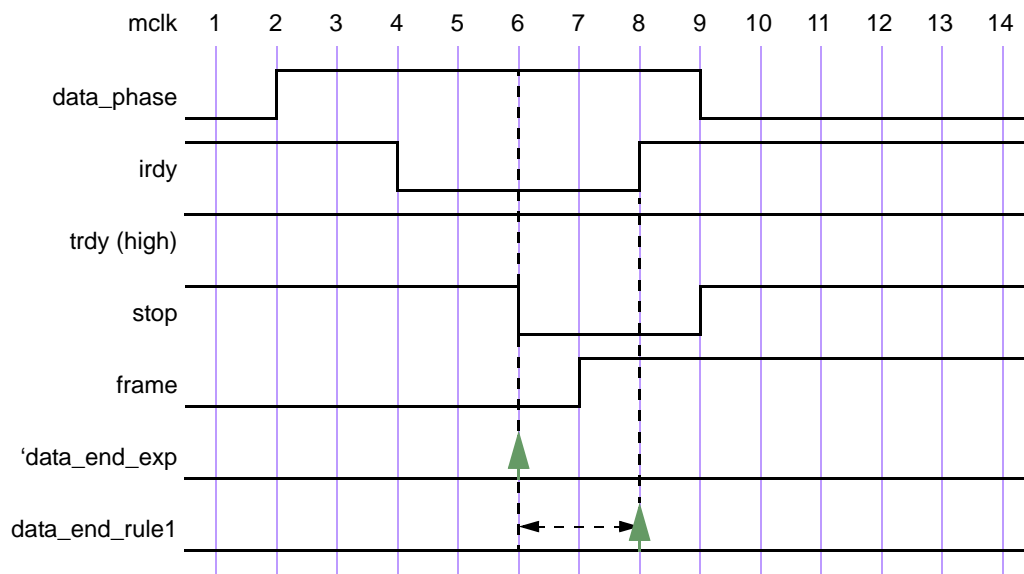 mclk 1 2 3 4 5 6 7 8 9 10 11 12 13 14
data_phase
irdy
trdy (high)
stop
frame
‘data_end_exp
data_end_rule1